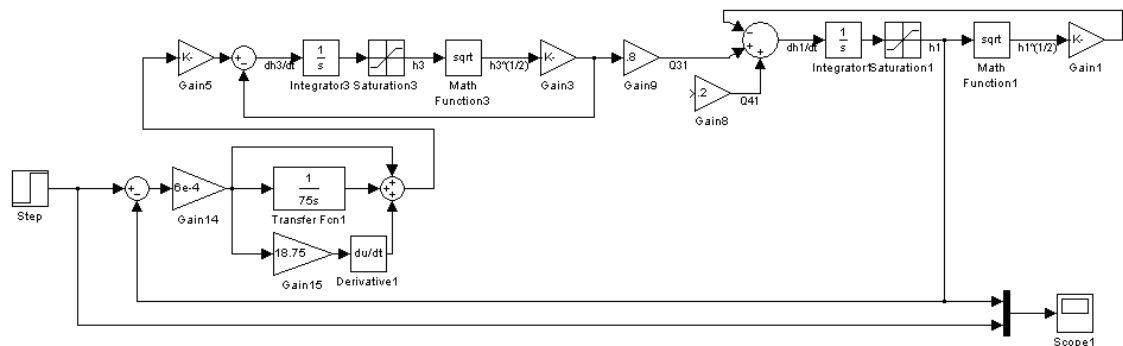 K-
Gain5
+
−
dh3/dt
1
s
Integrator3
Saturation3
h3
sqrt
Math
Function3
h3^(1/2)
K-
Gain3
.8
Gain9
Q31
.2
Gain8
Q41
−
+
+
dh1/dt
1
s
Integrator1
Saturation1
h1
sqrt
Math
Function1
h1^(1/2)
K-
Gain1
Step
+
−
6e-4
Gain14
1
75s
Transfer Fcn1
+
+
+
18.75
Gain15
du/dt
Derivative1
Scope1